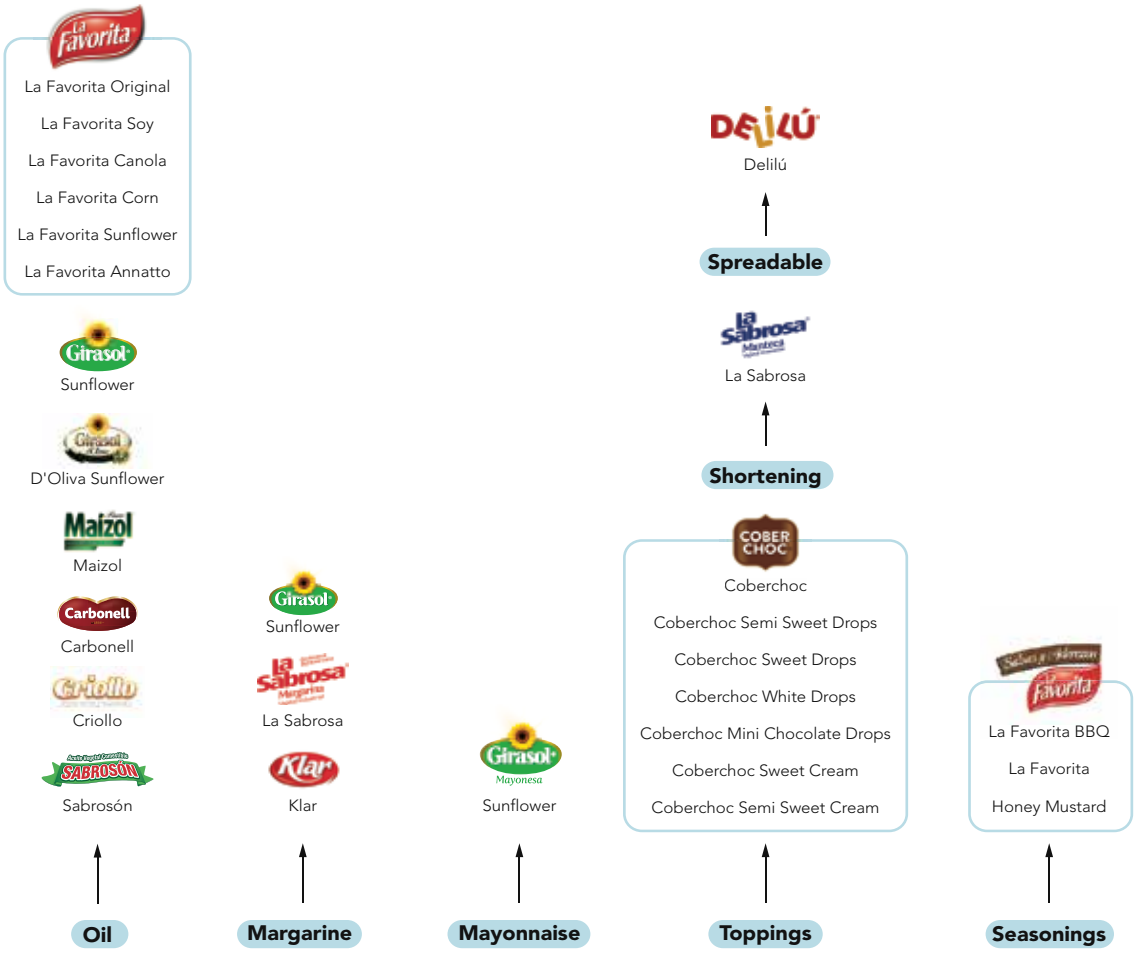 La
Favorita
La Favorita Original
La Favorita Soy
La Favorita Canola
La Favorita Corn
La Favorita Sunflower
La Favorita Annatto
Girasol
Sunflower
Girasol
D'Oliva Sunflower
Maizol
Maizol
Carbonell
Carbonell
Criollo
Criollo
SABROSÓN
Sabrosón
Oil
Girasol
Sunflower
La
Sabrosa
Margarina
La Sabrosa
Klar
Klar
Margarine
Girasol
Mayonesa
Sunflower
Mayonnaise
DELILÚ
Delilú
Spreadable
La
Sabrosa
Manteca
La Sabrosa
Shortening
COBER
CHOC
Coberchoc
Coberchoc Semi Sweet Drops
Coberchoc Sweet Drops
Coberchoc White Drops
Coberchoc Mini Chocolate Drops
Coberchoc Sweet Cream
Coberchoc Semi Sweet Cream
Toppings
Favorita
La Favorita BBQ
La Favorita
Honey Mustard
Seasonings